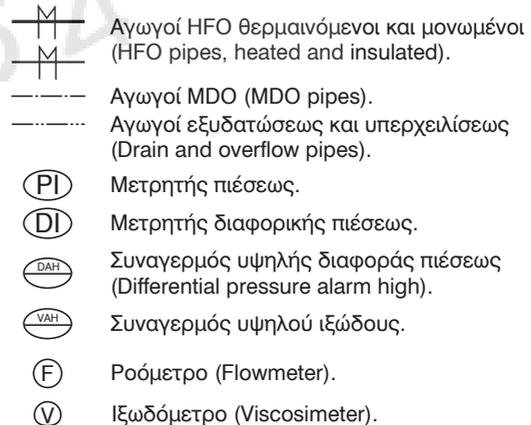 Αγωγοί HFO θερμαινόμενοι και μονωμένοι
(HFO pipes, heated and insulated).
Αγωγοί MDO (MDO pipes).
Αγωγοί εξυδατώσεως και υπερχειλίσεως
(Drain and overflow pipes).
PI Μετρητής πιέσεως.
DI Μετρητής διαφορικής πιέσεως.
DAH Συναγερμός υψηλής διαφοράς πιέσεως
(Differential pressure alarm high).
VAH Συναγερμός υψηλού ιξώδους.
F Ροόμετρο (Flowmeter).
V Ιξωδόμετρο (Viscosimeter).